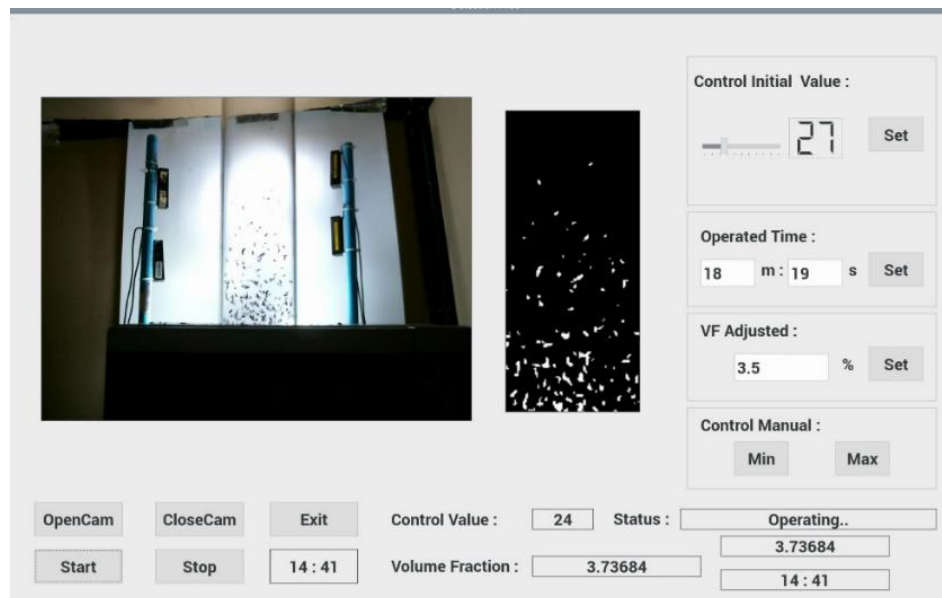 Control Initial Value :
27
Set
Operated Time :
18 m : 19 s Set
VF Adjusted :
3.5 % Set
Control Manual :
Min Max
OpenCam CloseCam Exit Control Value : 24 Status : Operating..
3.73684
Start Stop 14 : 41 Volume Fraction : 3.73684
14 : 41